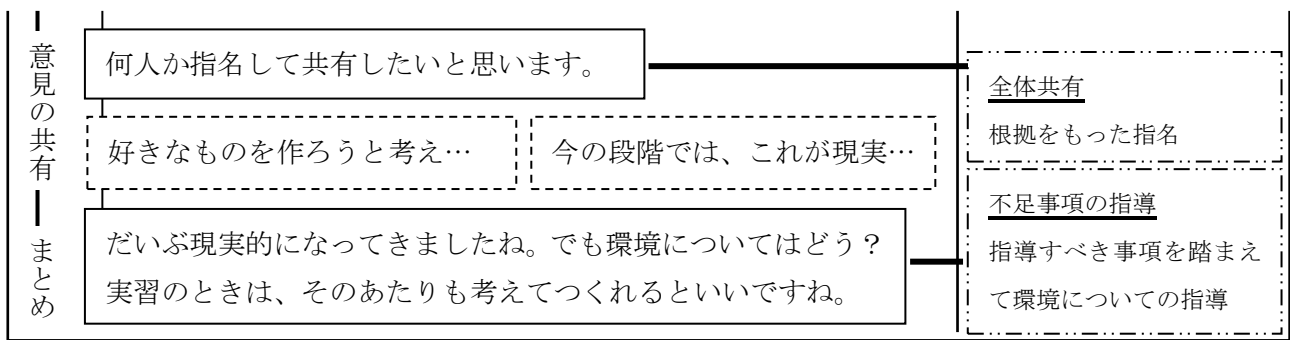 意見の共有
何人か指名して共有したいと思います。
全体共有
根拠をもった指名
好きなものを作ろうと考え…
今の段階では、これが現実…
まとめ
だいぶ現実的になってきましたね。でも環境についてはどう？
実習のときは、そのあたりも考えてつくれるといいですね。
不足事項の指導
指導すべき事項を踏まえ
て環境についての指導